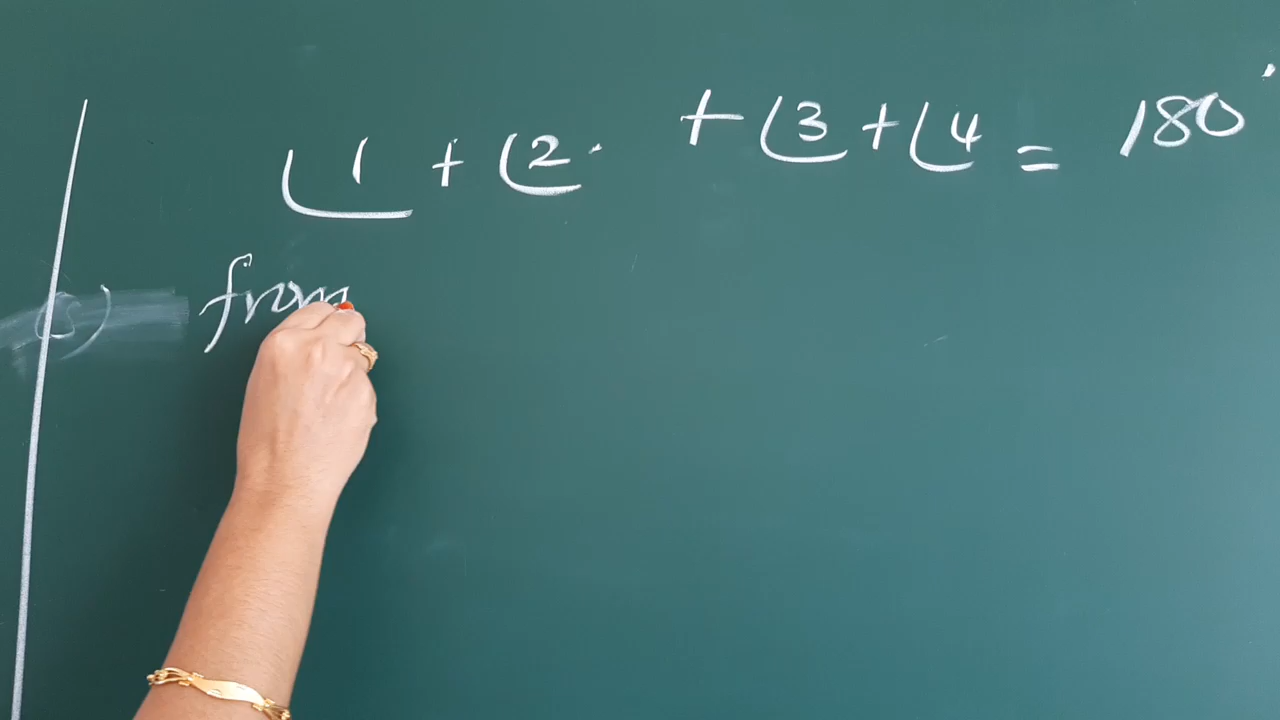 ∠1 + ∠2 + ∠3 + ∠4 = 180°
from